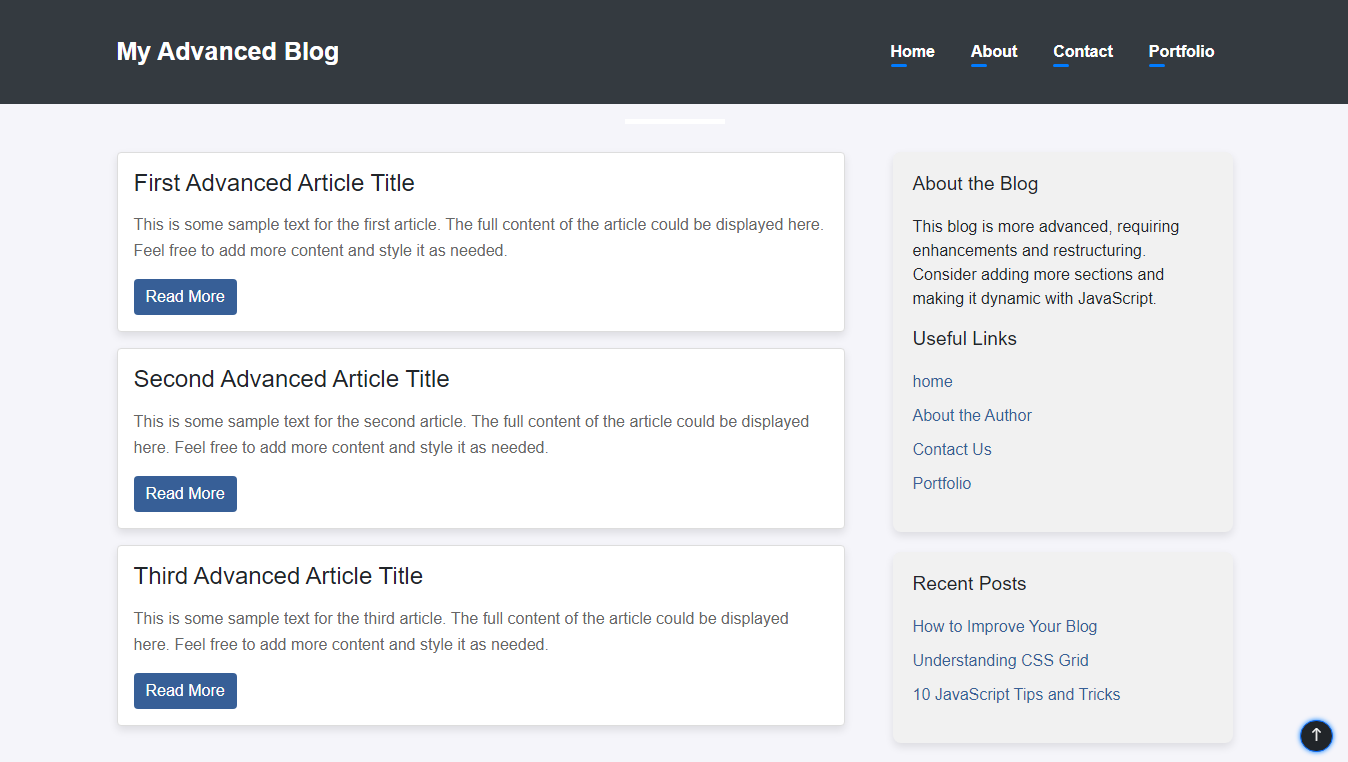 My Advanced Blog
Home About Contact Portfolio
First Advanced Article Title
This is some sample text for the first article. The full content of the article could be displayed here.
Feel free to add more content and style it as needed.
Read More
Second Advanced Article Title
This is some sample text for the second article. The full content of the article could be displayed
here. Feel free to add more content and style it as needed.
Read More
Third Advanced Article Title
This is some sample text for the third article. The full content of the article could be displayed
here. Feel free to add more content and style it as needed.
Read More
About the Blog
This blog is more advanced, requiring
enhancements and restructuring.
Consider adding more sections and
making it dynamic with JavaScript.
Useful Links
home
About the Author
Contact Us
Portfolio
Recent Posts
How to Improve Your Blog
Understanding CSS Grid
10 JavaScript Tips and Tricks